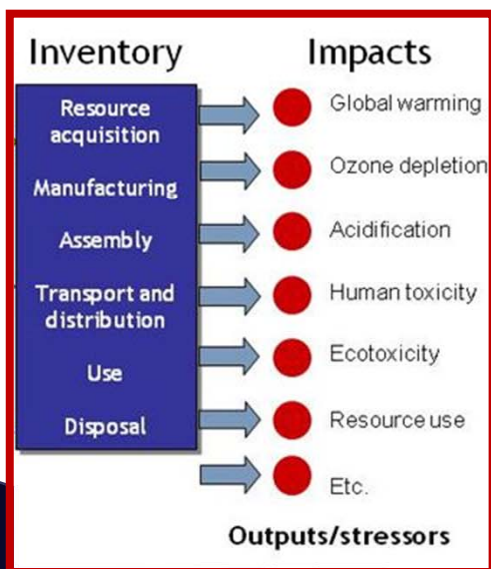 Inventory
Impacts
Resource
acquisition
Manufacturing
Assembly
Transport and
distribution
Use
Disposal
Global warming
Ozone depletion
Acidification
Human toxicity
Ecotoxicity
Resource use
Etc.
Outputs/stressors